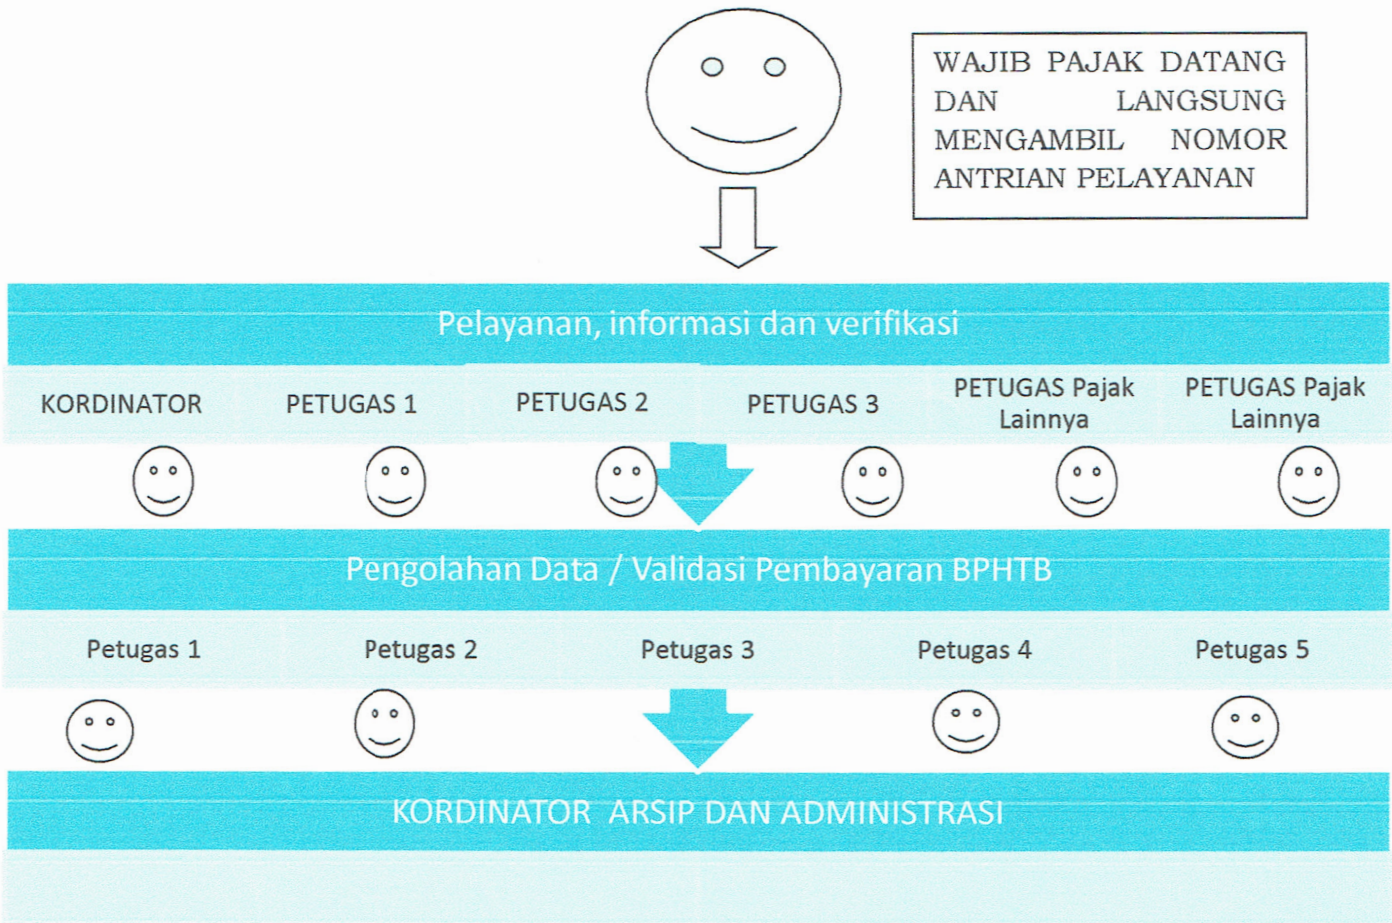 WAJIB PAJAK DATANG
DAN LANGSUNG
MENGAMBIL NOMOR
ANTRIAN PELAYANAN
Pelayanan, informasi dan verifikasi
KORDINATOR
PETUGAS 1
PETUGAS 2
PETUGAS 3
PETUGAS Pajak
Lainnya
PETUGAS Pajak
Lainnya
Pengolahan Data / Validasi Pembayaran BPHTB
Petugas 1
Petugas 2
Petugas 3
Petugas 4
Petugas 5
KORDINATOR ARSIP DAN ADMINISTRASI